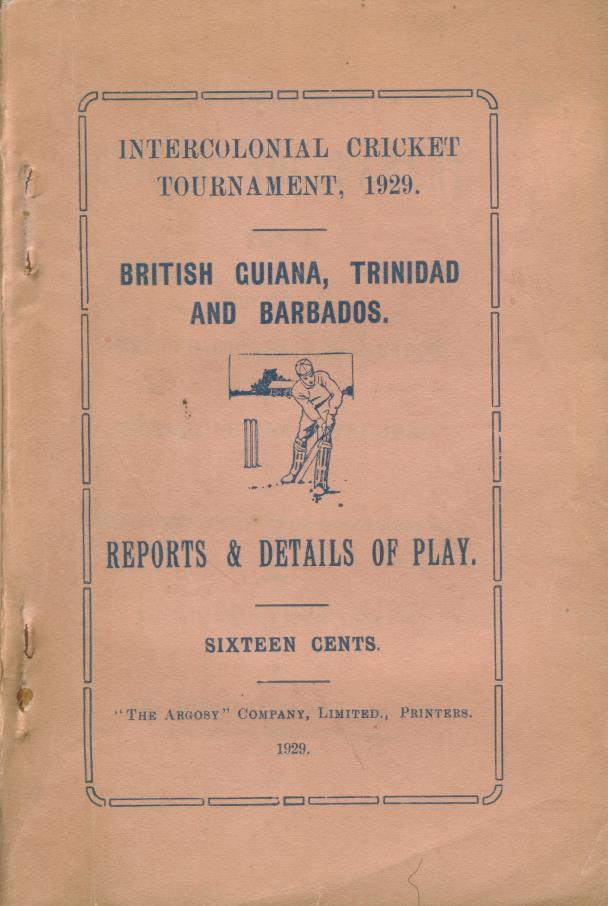 INTERCOLONIAL CRICKET
TOURNAMENT, 1929.
BRITISH GUIANA, TRINIDAD
AND BARBADOS.
REPORTS & DETAILS OF PLAY.
SIXTEEN CENTS.
"THE ARGOSY" COMPANY, LIMITED., PRINTERS.
1929.